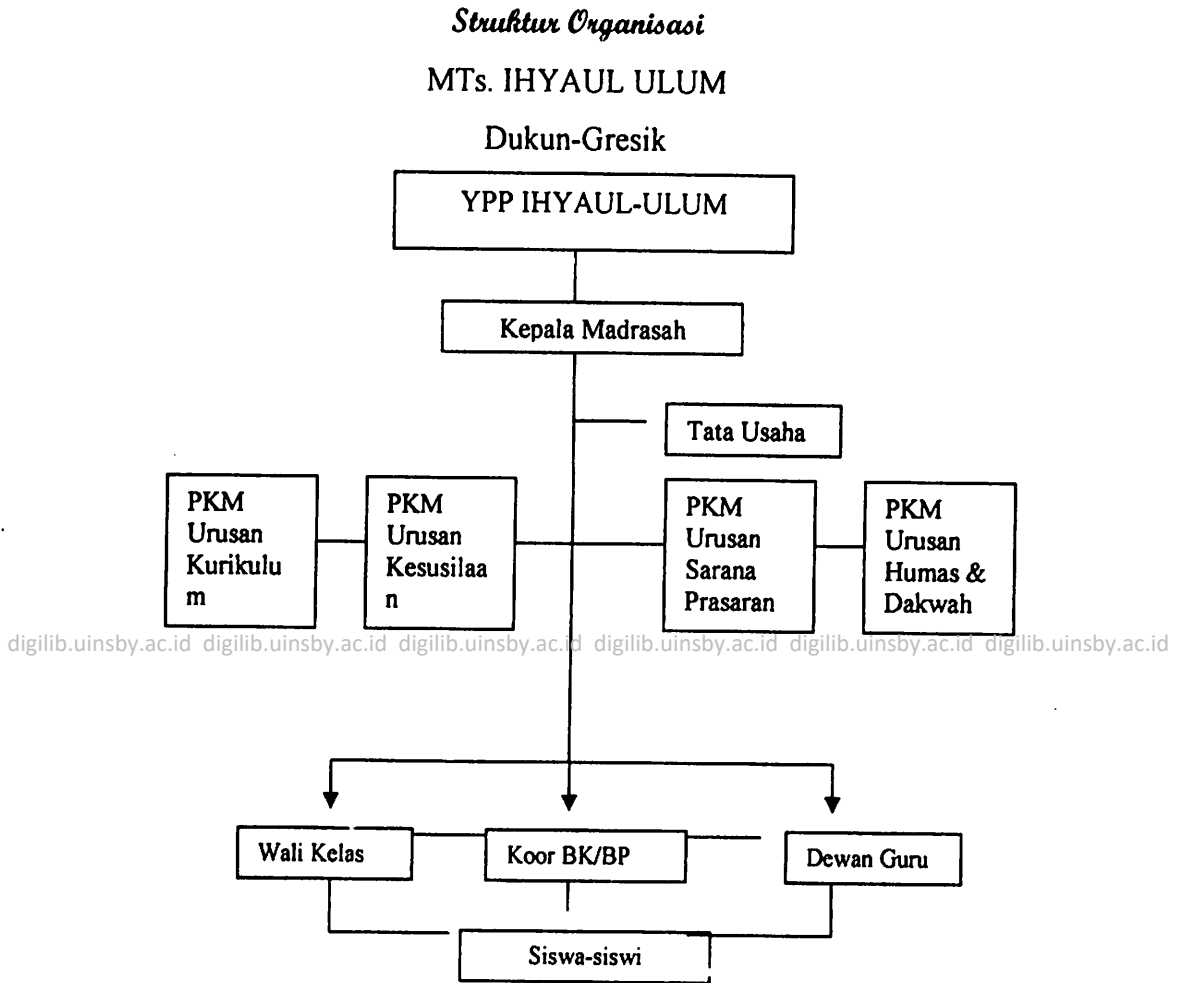 Struktur Organisasi
MTs. IHYAUL ULUM
Dukun-Gresik
YPP IHYAUL-ULUM
Kepala Madrasah
Tata Usaha
PKM
Urusan
Kurikulu
m
PKM
Urusan
Kesusilaa
n
PKM
Urusan
Sarana
Prasaran
PKM
Urusan
Humas &
Dakwah
digilib.uinsby.ac.id digilib.uinsby.ac.id digilib.uinsby.ac.id digilib.uinsby.ac.id digilib.uinsby.ac.id digilib.uinsby.ac.id
Wali Kelas
Koor BK/BP
Dewan Guru
Siswa-siswi